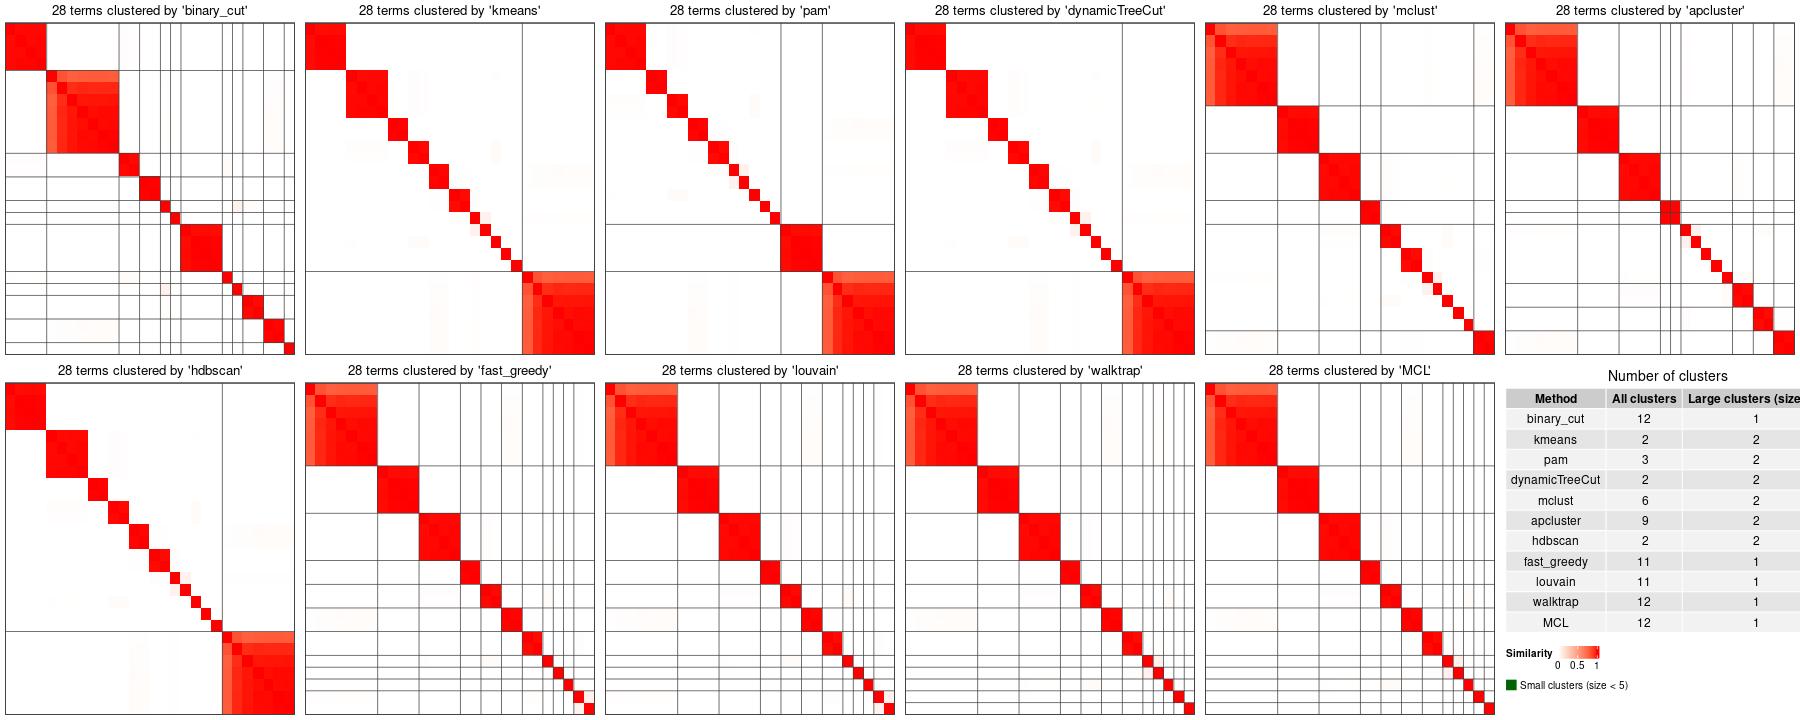 28 terms clustered by 'binary_cut'
28 terms clustered by 'kmeans'
28 terms clustered by 'pam'
28 terms clustered by 'dynamicTreeCut'
28 terms clustered by 'mclust'
28 terms clustered by 'apcluster'
28 terms clustered by 'hdbscan'
28 terms clustered by 'fast_greedy'
28 terms clustered by 'louvain'
28 terms clustered by 'walktrap'
28 terms clustered by 'MCL'
Number of clusters
Method All clusters Large clusters (size
binary_cut 12 1
kmeans 2 2
pam 3 2
dynamicTreeCut 2 2
mclust 6 2
apcluster 9 2
hdbscan 2 2
fast_greedy 11 1
louvain 11 1
walktrap 12 1
MCL 12 1
Similarity
0 0.5 1
Small clusters (size < 5)